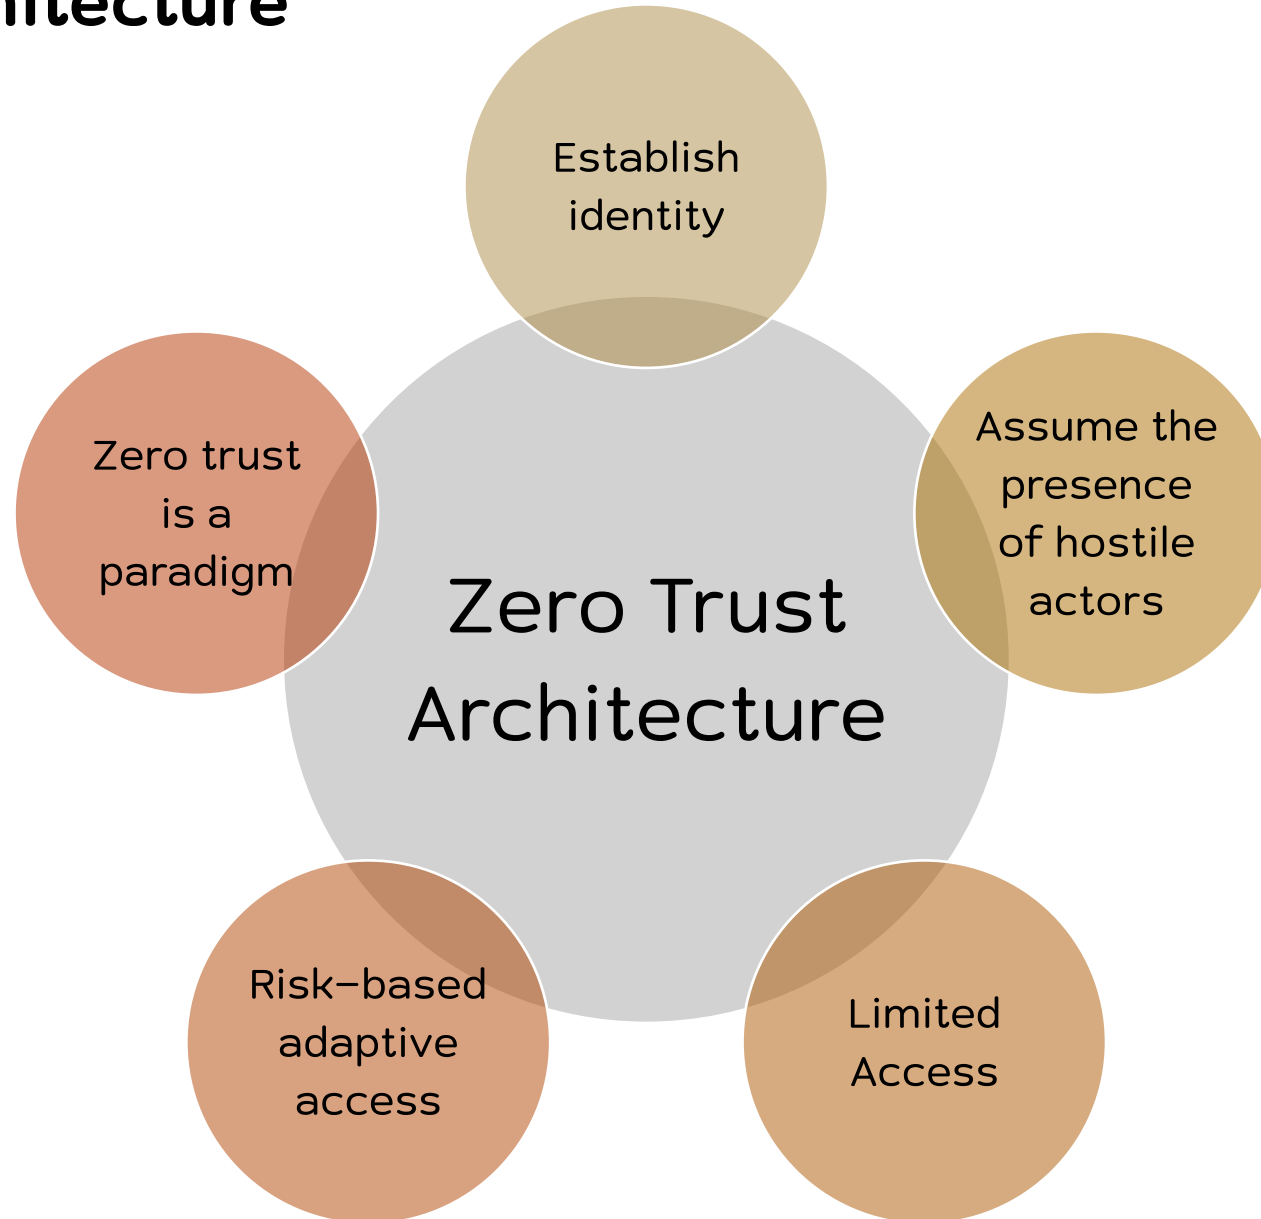 Establish
identity
Assume the
presence
of hostile
actors
Limited
Access
Risk-based
adaptive
access
Zero trust
is a
paradigm
Zero Trust
Architecture